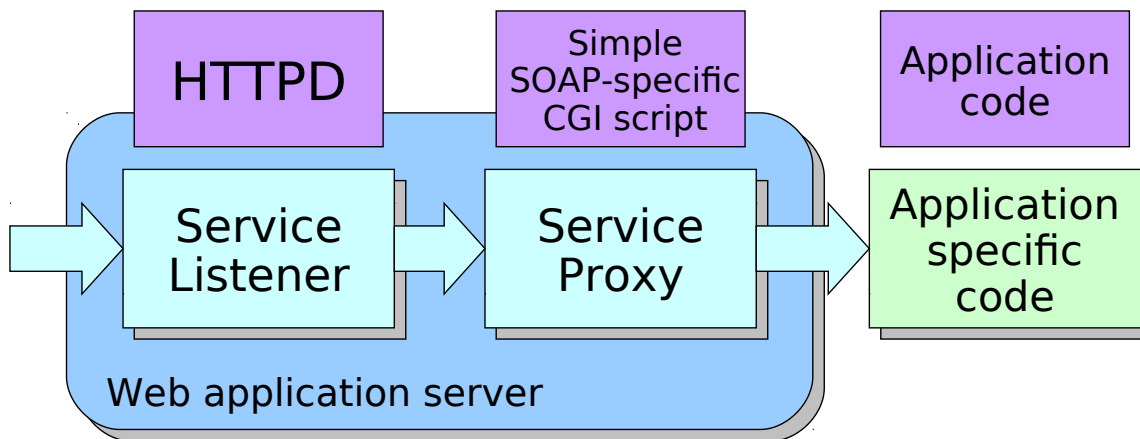 HTTPD
Simple
SOAP-specific
CGI script
Application
code
Service
Listener
Service
Proxy
Application
specific
code
Web application server